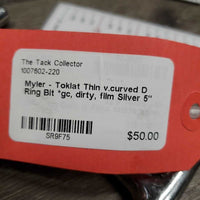 The Tack Collector
1007602-220
Myler - Toklat Thin v.curved D
Ring Bit *gc, dirty, film Silver 5"
SR9F75
$50.00